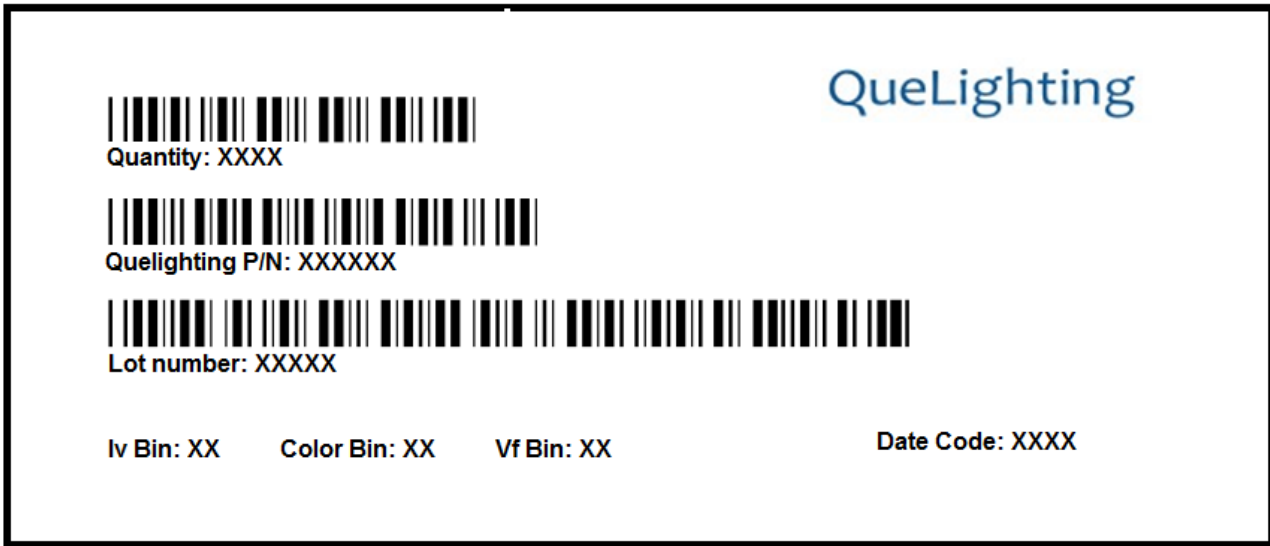 QueLighting
Quantity: XXXX
Quelighting P/N: XXXXXX
Lot number: XXXXX
Iv Bin: XX Color Bin: XX Vf Bin: XX Date Code: XXXX